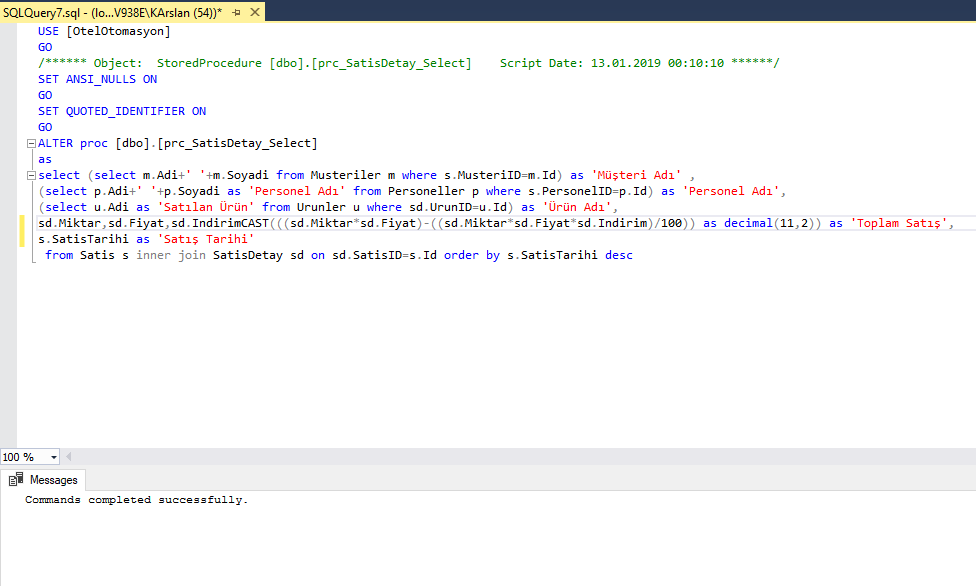 SQLQuery7.sql - (lo...V938E\KArslan (54))*
USE [OtelOtomasyon]
GO
/****** Object:  StoredProcedure [dbo].[prc_SatisDetay_Select]    Script Date: 13.01.2019 00:10:10 ******/
SET ANSI_NULLS ON
GO
SET QUOTED_IDENTIFIER ON
GO
ALTER proc [dbo].[prc_SatisDetay_Select]
as
select (select m.Adi+' '+m.Soyadi from Musteriler m where s.MusteriID=m.Id) as 'Müşteri Adı' ,
(select p.Adi+' '+p.Soyadi as 'Personel Adı' from Personeller p where s.PersonelID=p.Id) as 'Personel Adı',
(select u.Adi as 'Satılan Ürün' from Urunler u where sd.UrunID=u.Id) as 'Ürün Adı',
sd.Miktar,sd.Fiyat,sd.IndirimCAST(((sd.Miktar*sd.Fiyat)-((sd.Miktar*sd.Fiyat*sd.Indirim)/100)) as decimal(11,2)) as 'Toplam Satış',
s.SatisTarihi as 'Satış Tarihi'
from Satis s inner join SatisDetay sd on sd.SatisID=s.Id order by s.SatisTarihi desc
100 %
Messages
Commands completed successfully.